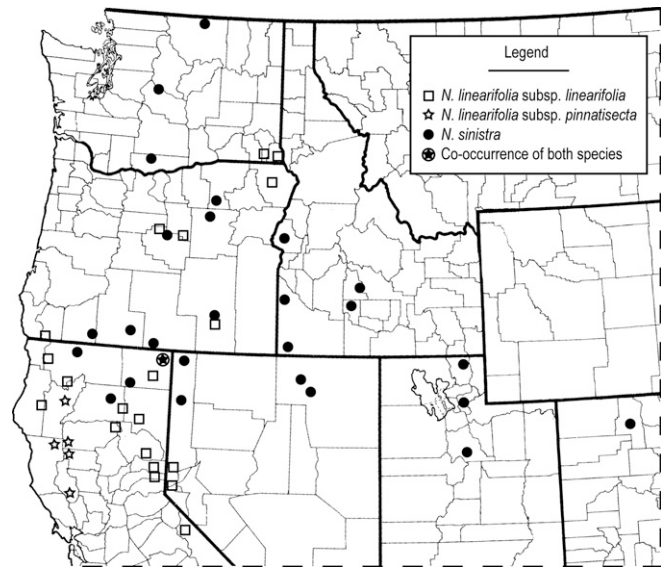 Legend
N. linearifolia subsp. linearifolia
N. linearifolia subsp. pinnatisecta
N. sinistra
Co-occurrence of both species